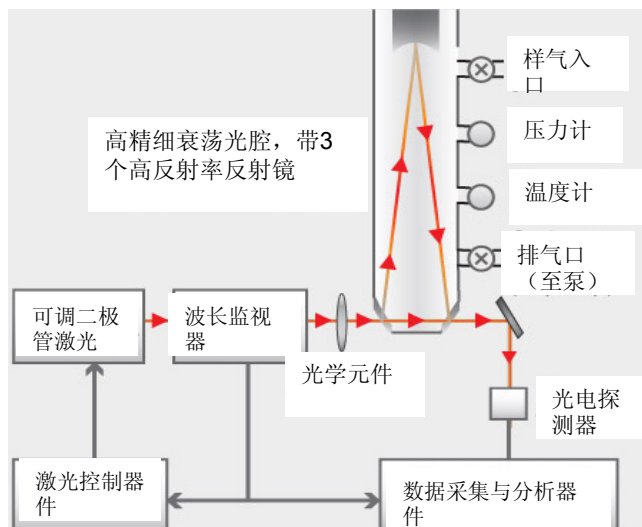 样气入
口
高精细衰荡光腔，带3
个高反射率反射镜
压力计
温度计
排气口
（至泵）
可调二极
管激光
波长监视
器
光学元件
光电探
测器
激光控制器
件
数据采集与分析器
件